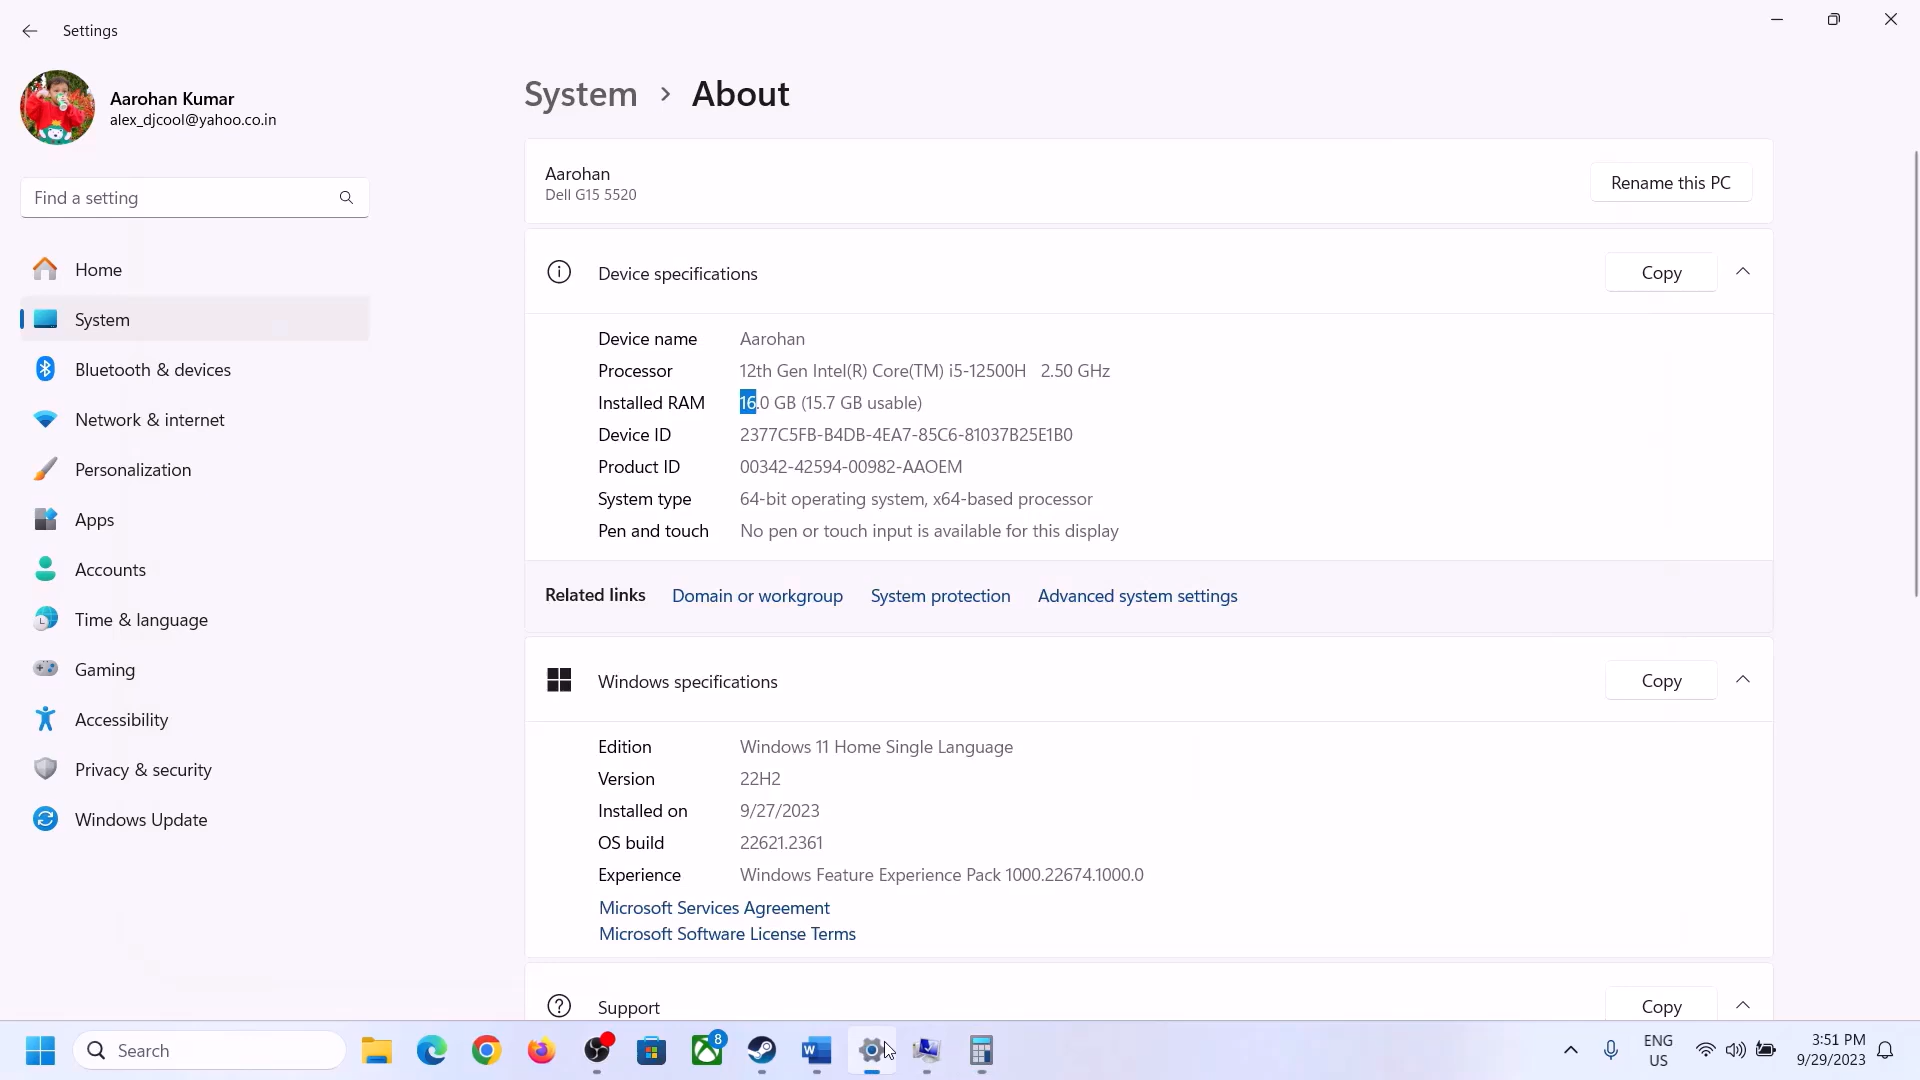 Settings
Aarohan Kumar
alex_djcool@yahoo.co.in
Find a setting
Home
System
Bluetooth & devices
Network & internet
Personalization
Apps
Accounts
Time & language
Gaming
Accessibility
Privacy & security
Windows Update
System > About
Aarohan
Dell G15 5520
Rename this PC
Device specifications
Copy
Device name Aarohan
Processor 12th Gen Intel(R) Core(TM) i5-12500H 2.50 GHz
Installed RAM 16.0 GB (15.7 GB usable)
Device ID 2377C5FB-B4DB-4EA7-85C6-81037B25E1B0
Product ID 00342-42594-00982-AAOEM
System type 64-bit operating system, x64-based processor
Pen and touch No pen or touch input is available for this display
Related links Domain or workgroup System protection Advanced system settings
Windows specifications
Copy
Edition Windows 11 Home Single Language
Version 22H2
Installed on 9/27/2023
OS build 22621.2361
Experience Windows Feature Experience Pack 1000.22674.1000.0
Microsoft Services Agreement
Microsoft Software License Terms
Support
Copy
Search
8
W
ENG
US
3:51 PM
9/29/2023